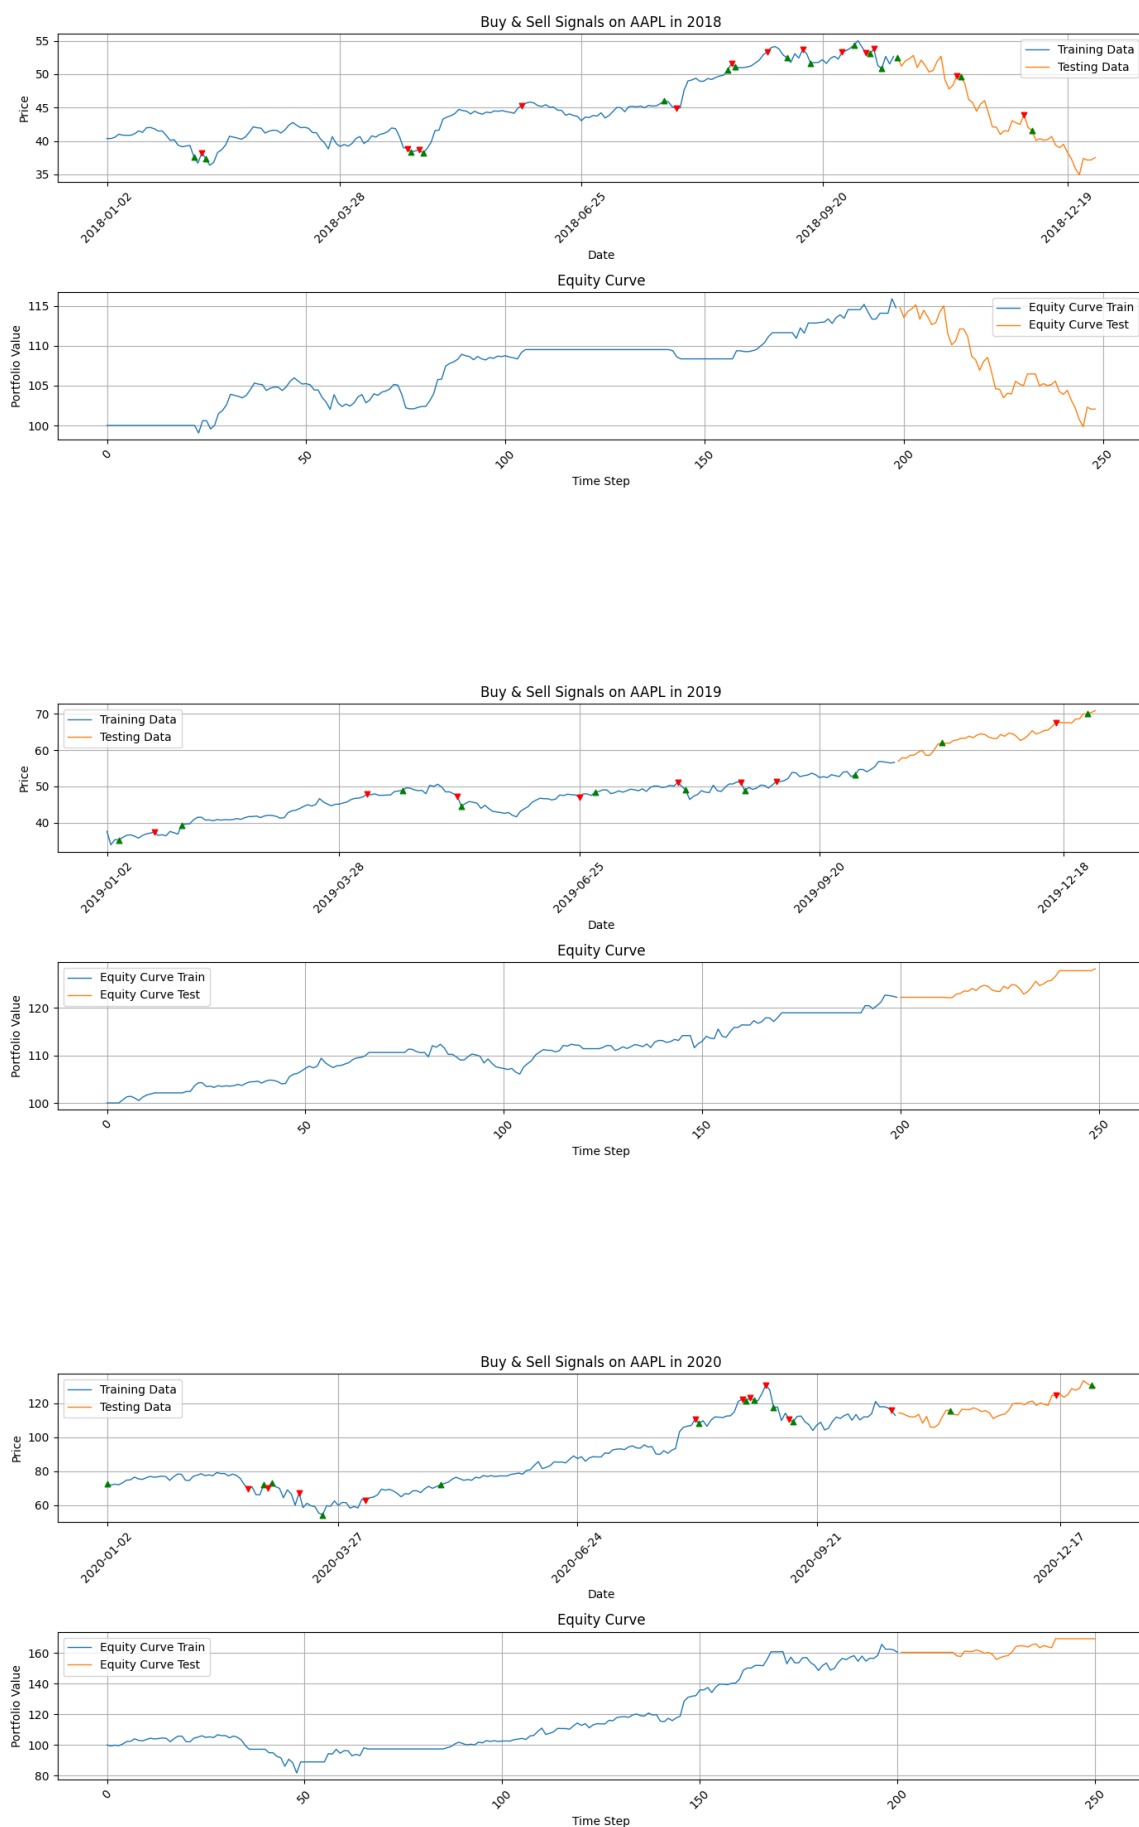 Buy & Sell Signals on AAPL in 2018
Price
55
50
45
40
35
Training Data
Testing Data
2018-01-02
2018-03-28
2018-06-25
2018-09-20
2018-12-19
Date
Equity Curve
Portfolio Value
115
110
105
100
Equity Curve Train
Equity Curve Test
0
50
100
150
200
250
Time Step
Buy & Sell Signals on AAPL in 2019
Price
70
60
50
40
Training Data
Testing Data
2019-01-02
2019-03-28
2019-06-25
2019-09-20
2019-12-18
Date
Equity Curve
Portfolio Value
120
110
100
Equity Curve Train
Equity Curve Test
0
50
100
150
200
250
Time Step
Buy & Sell Signals on AAPL in 2020
Price
120
100
80
60
Training Data
Testing Data
2020-01-02
2020-03-27
2020-06-24
2020-09-21
2020-12-17
Date
Equity Curve
Portfolio Value
160
140
120
100
80
Equity Curve Train
Equity Curve Test
0
50
100
150
200
250
Time Step